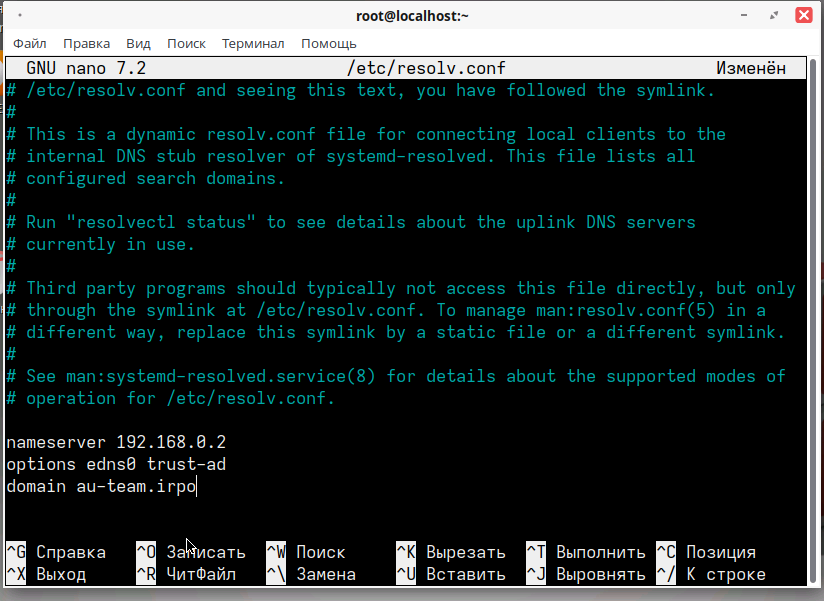 root@localhost:~
Файл Правка Вид Поиск Терминал Помощь
GNU nano 7.2 /etc/resolv.conf Изменён
# /etc/resolv.conf and seeing this text, you have followed the symlink.
#
# This is a dynamic resolv.conf file for connecting local clients to the
# internal DNS stub resolver of systemd-resolved. This file lists all
# configured search domains.
#
# Run "resolvectl status" to see details about the uplink DNS servers
# currently in use.
#
# Third party programs should typically not access this file directly, but only
# through the symlink at /etc/resolv.conf. To manage man:resolv.conf(5) in a
# different way, replace this symlink by a static file or a different symlink.
#
# See man:systemd-resolved.service(8) for details about the supported modes of
# operation for /etc/resolv.conf.
nameserver 192.168.0.2
options edns0 trust-ad
domain au-team.irpo
^G Справка ^O Записать ^W Поиск ^K Вырезать ^T Выполнить ^C Позиция
^X Выход ^R ЧитФайл ^\ Замена ^U Вставить ^J Выровнять ^/ К строке